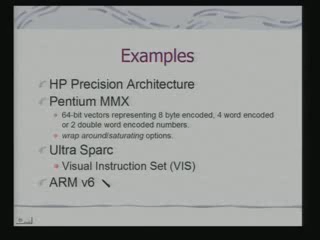 Examples
HP Precision Architecture
Pentium MMX
64-bit vectors representing 8 byte encoded, 4 word encoded
or 2 double word encoded numbers.
wrap around/saturating options.
Ultra Sparc
Visual Instruction Set (VIS)
ARM v6